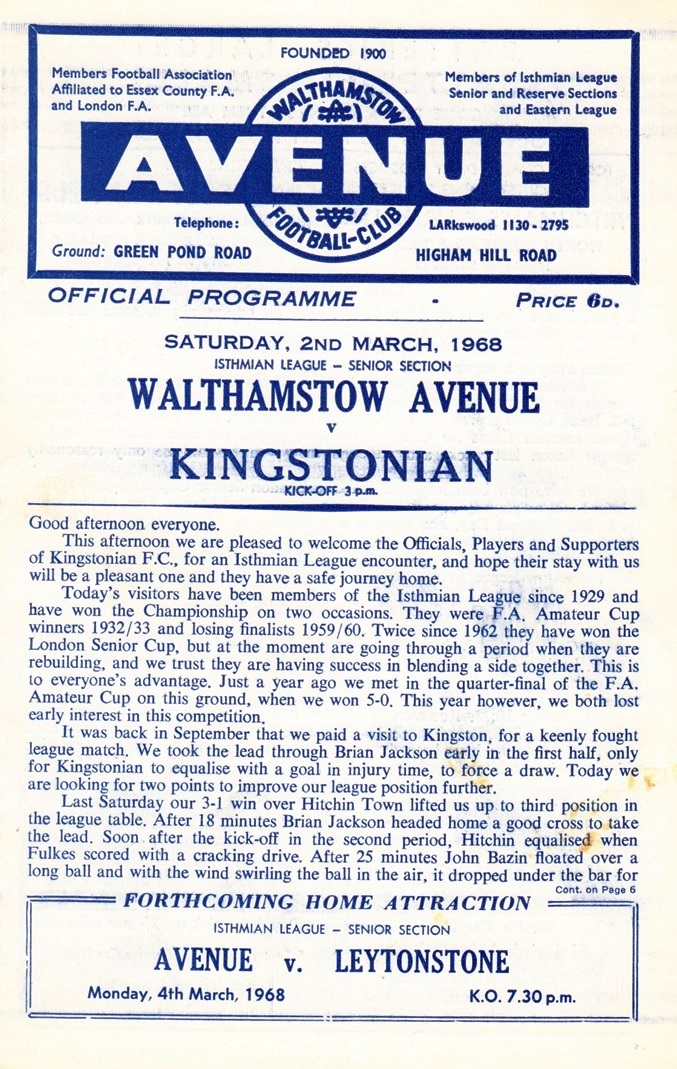 FOUNDED 1900
Members Football Association
Affiliated to Essex County F.A.
and London F.A.
Members of Isthmian League
Senior and Reserve Sections
and Eastern League
WALTHAMSTOW
AVENUE
FOOTBALL-CLUB
Telephone:
LARkswood 1130 - 2795
Ground: GREEN POND ROAD
HIGHAM HILL ROAD
OFFICIAL PROGRAMME - PRICE 6D.
SATURDAY, 2ND MARCH, 1968
ISTHMIAN LEAGUE – SENIOR SECTION
WALTHAMSTOW AVENUE
v
KINGSTONIAN
KICK-OFF 3 p.m.
Good afternoon everyone.
This afternoon we are pleased to welcome the Officials, Players and Supporters
of Kingstonian F.C., for an Isthmian League encounter, and hope their stay with us
will be a pleasant one and they have a safe journey home.
Today's visitors have been members of the Isthmian League since 1929 and
have won the Championship on two occasions. They were F.A. Amateur Cup
winners 1932/33 and losing finalists 1959/60. Twice since 1962 they have won the
London Senior Cup, but at the moment are going through a period when they are
rebuilding, and we trust they are having success in blending a side together. This is
to everyone's advantage. Just a year ago we met in the quarter-final of the F.A.
Amateur Cup on this ground, when we won 5-0. This year however, we both lost
early interest in this competition.
It was back in September that we paid a visit to Kingston, for a keenly fought
league match. We took the lead through Brian Jackson early in the first half, only
for Kingstonian to equalise with a goal in injury time, to force a draw. Today we
are looking for two points to improve our league position further.
Last Saturday our 3-1 win over Hitchin Town lifted us up to third position in
the league table. After 18 minutes Brian Jackson headed home a good cross to take
the lead. Soon after the kick-off in the second period, Hitchin equalised when
Fulkes scored with a cracking drive. After 25 minutes John Bazin floated over a
long ball and with the wind swirling the ball in the air, it dropped under the bar for
Cont. on Page 6
FORTHCOMING HOME ATTRACTION
ISTHMIAN LEAGUE – SENIOR SECTION
AVENUE v. LEYTONSTONE
Monday, 4th March, 1968
K.O. 7.30 p.m.